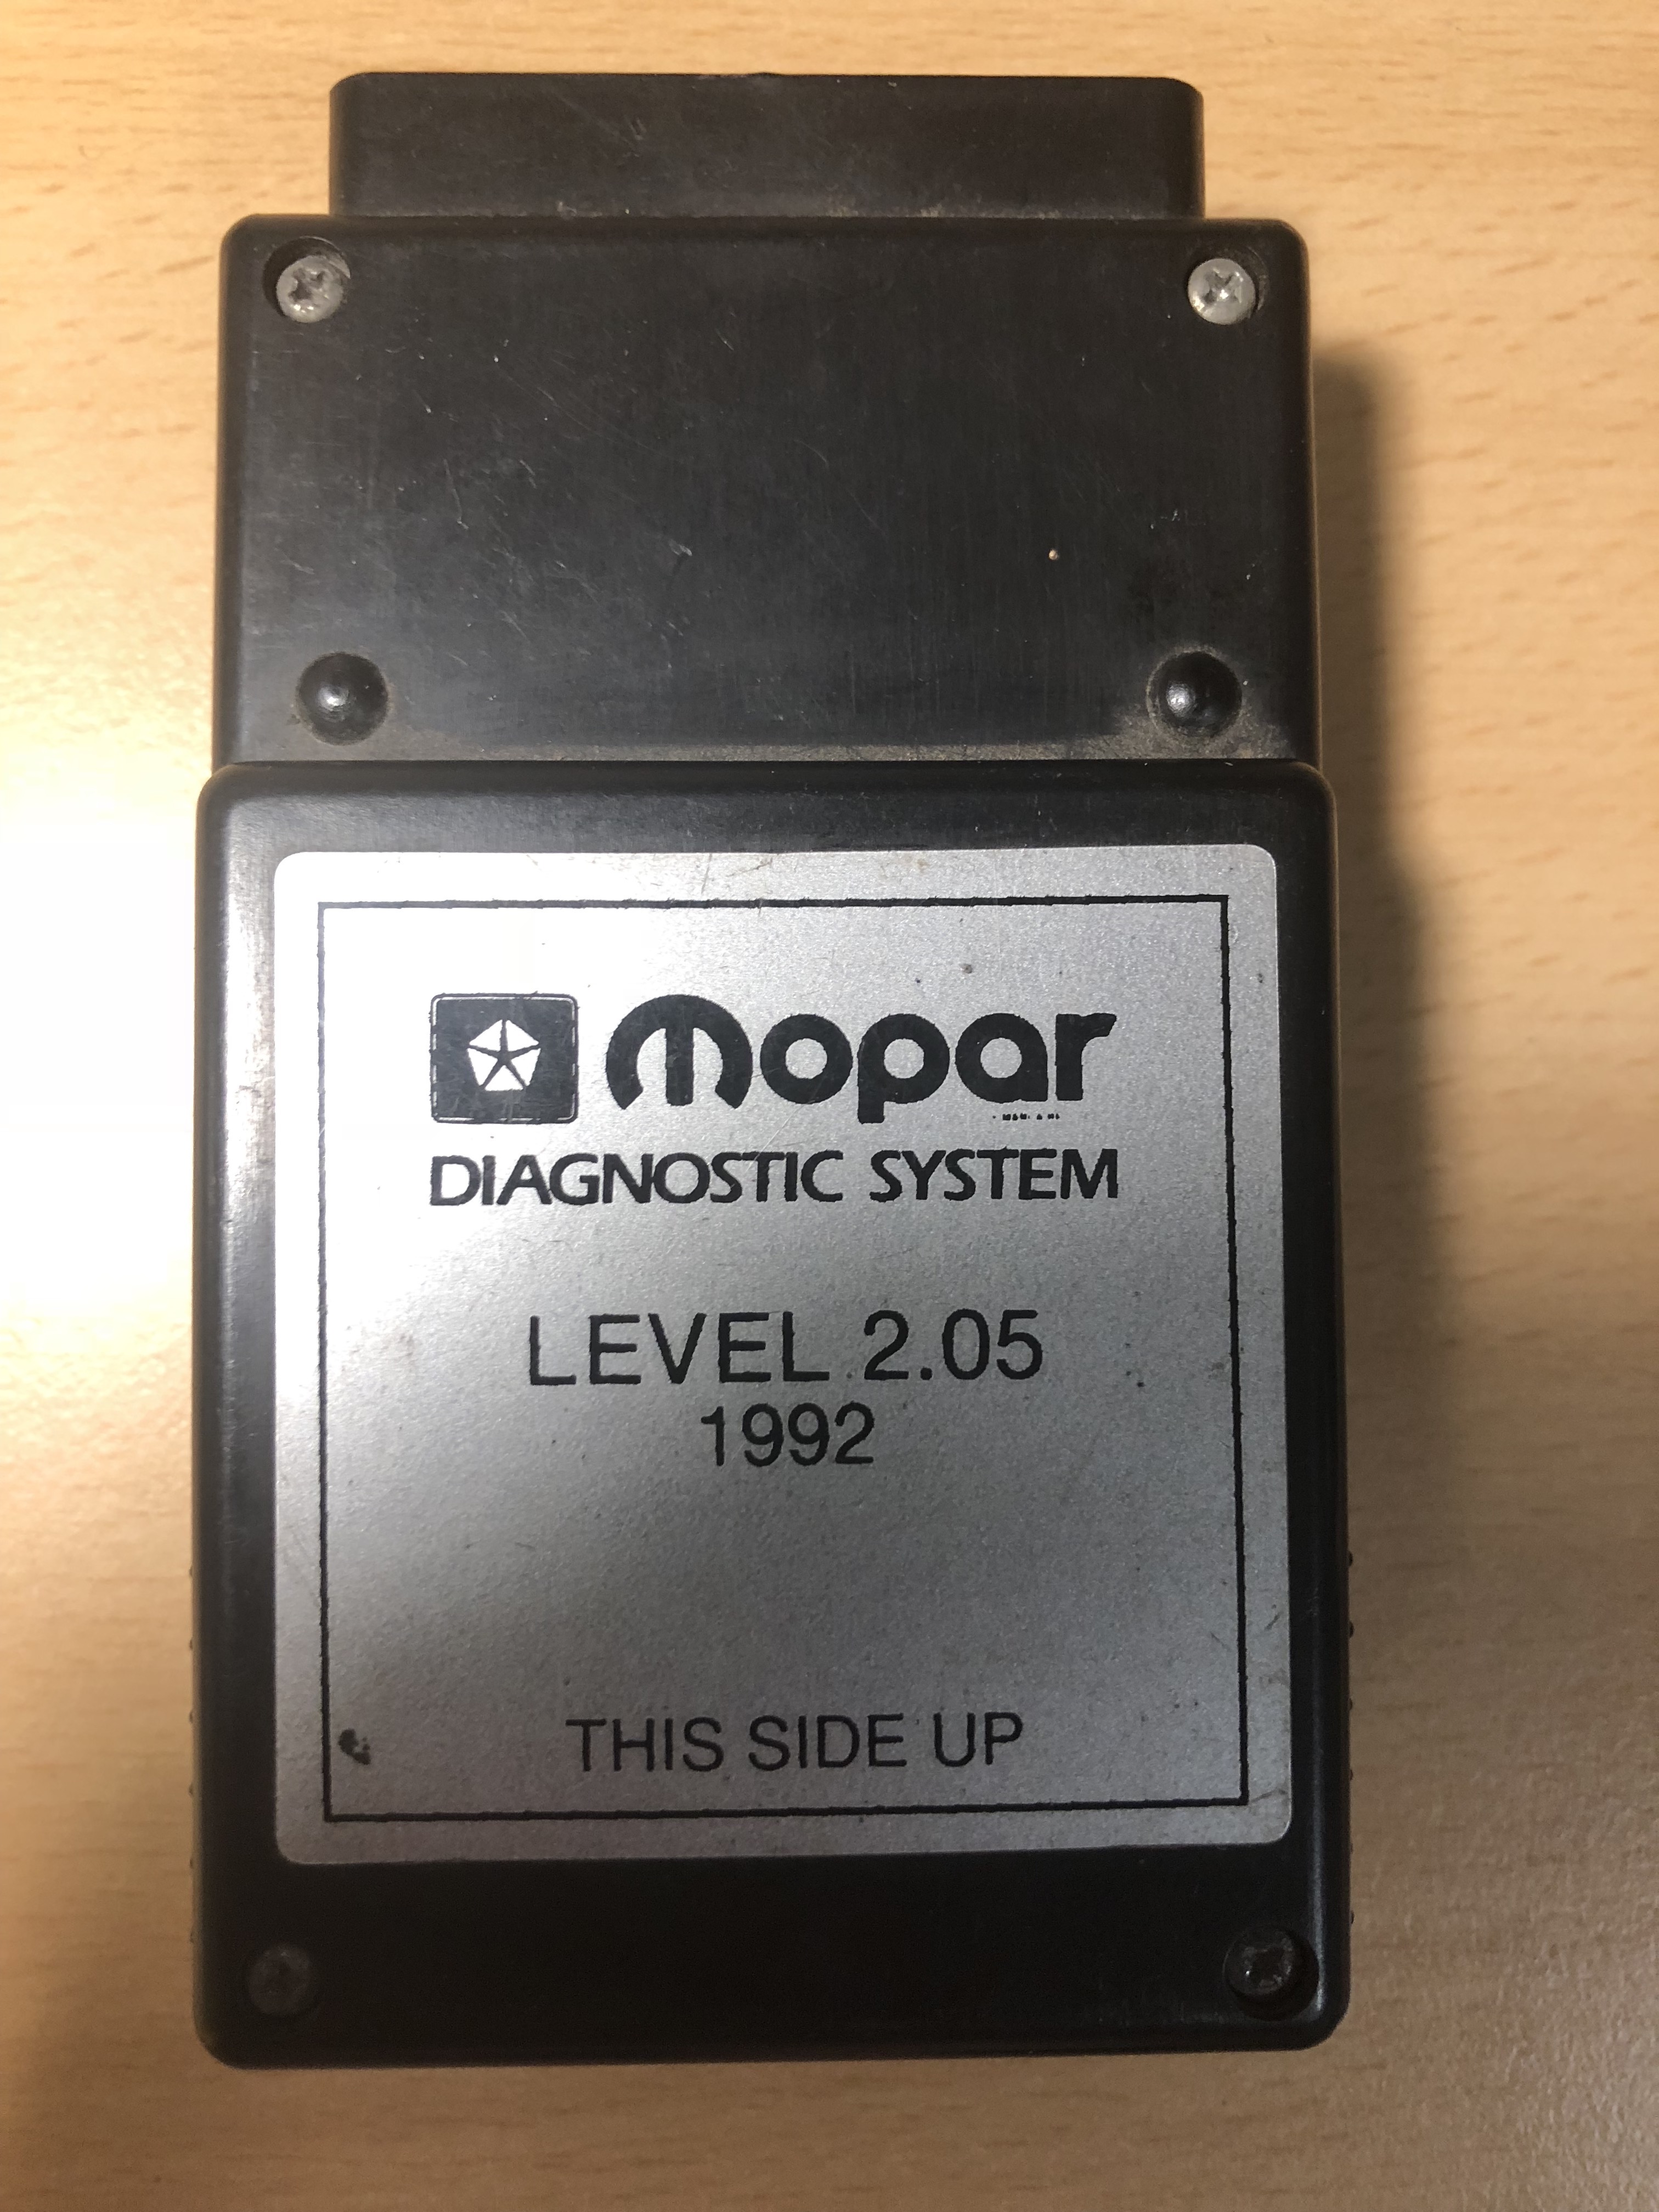 mopar
DIAGNOSTIC SYSTEM
LEVEL 2.05
1992
THIS SIDE UP